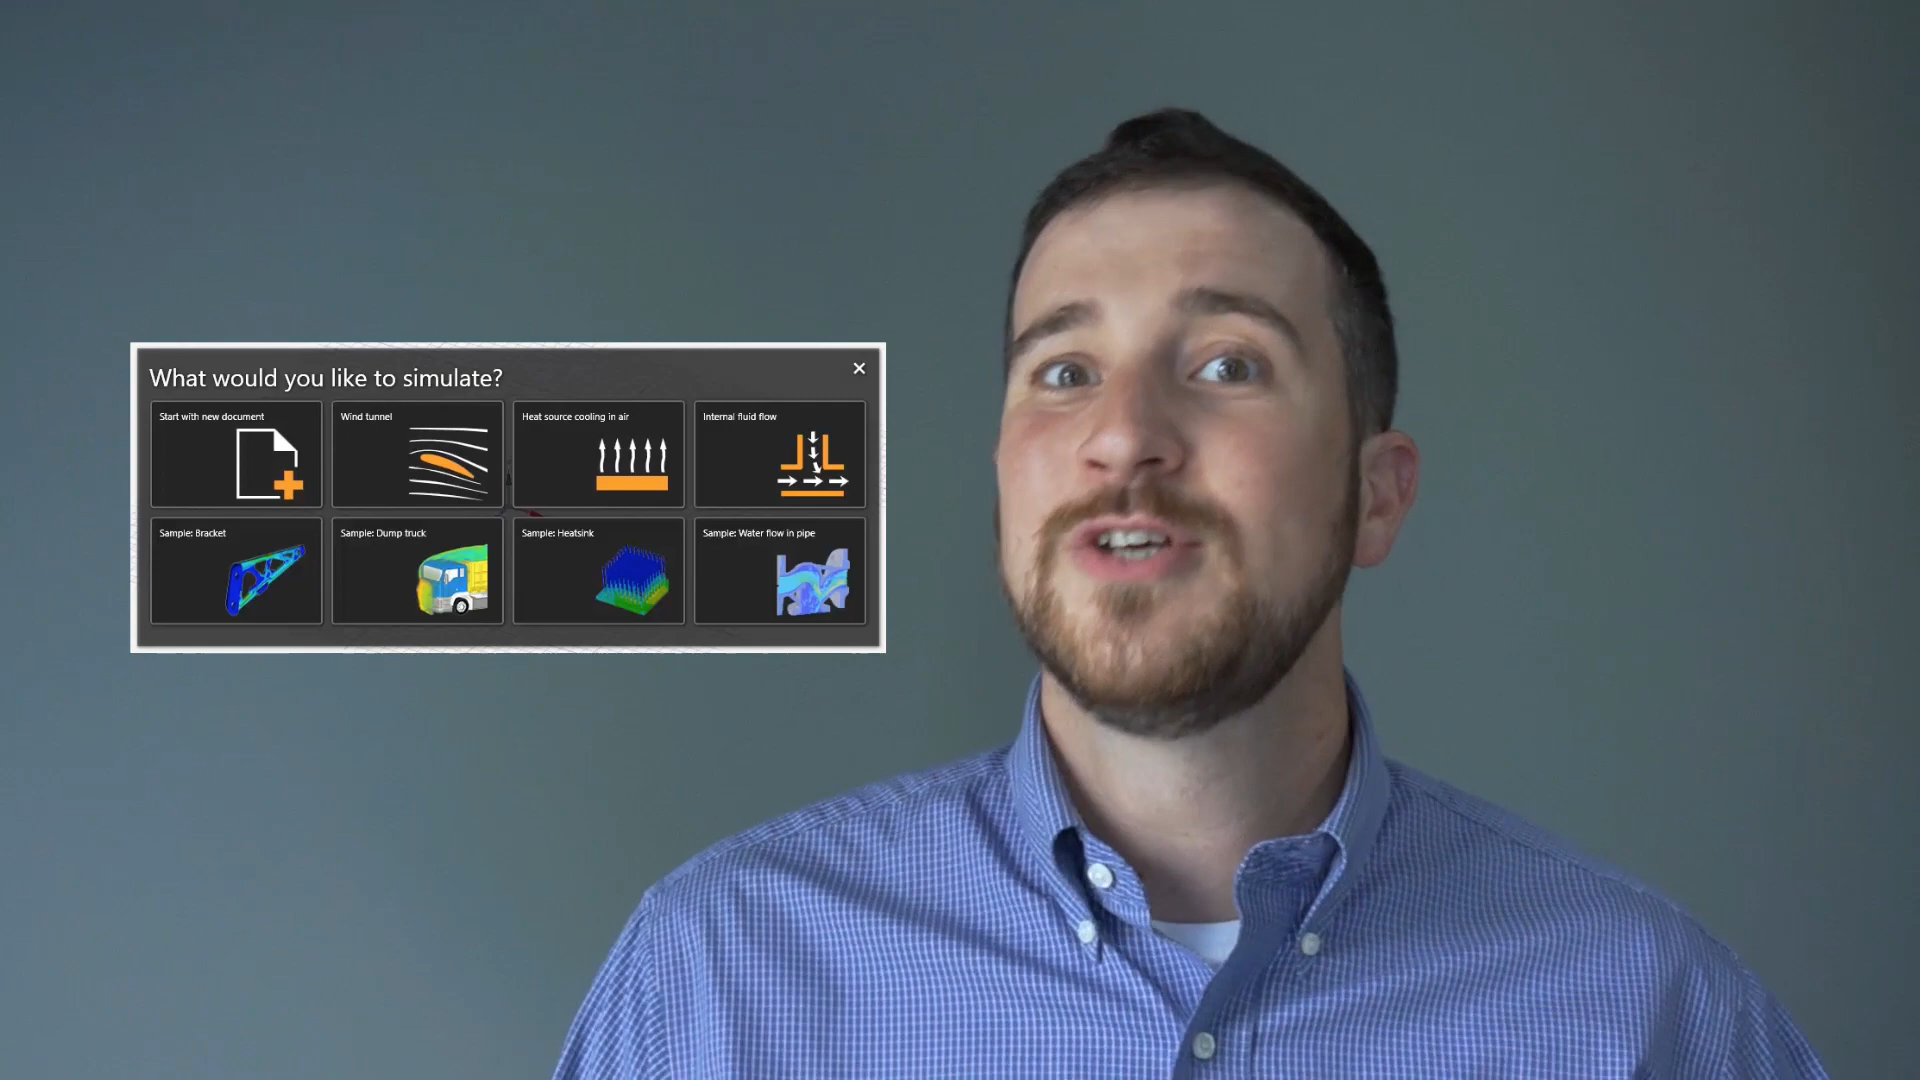 What would you like to simulate?
Start with new document
Wind tunnel
Heat source cooling in air
Internal fluid flow
Sample: Bracket
Sample: Dump truck
Sample: Heatsink
Sample: Water flow in pipe